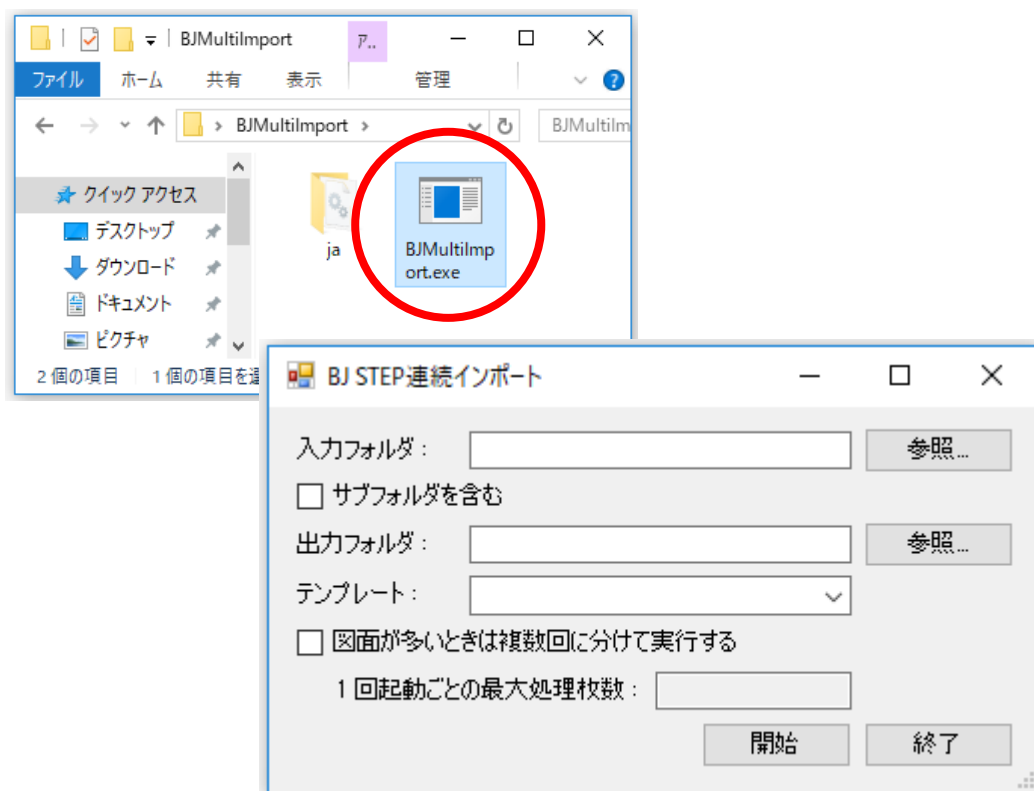 BJMultiImport
ア..
ファイル ホーム 共有 表示 管理
BJMultiImport
BJMultiIm
クイック アクセス
デスクトップ
ダウンロード
ドキュメント
ピクチャ
ja
BJMultiImp
ort.exe
2 個の項目 1 個の項目を選
BJ STEP連続インポート
入力フォルダ： 参照...
サブフォルダを含む
出力フォルダ： 参照...
テンプレート：
図面が多いときは複数回に分けて実行する
1 回起動ごとの最大処理枚数：
開始 終了